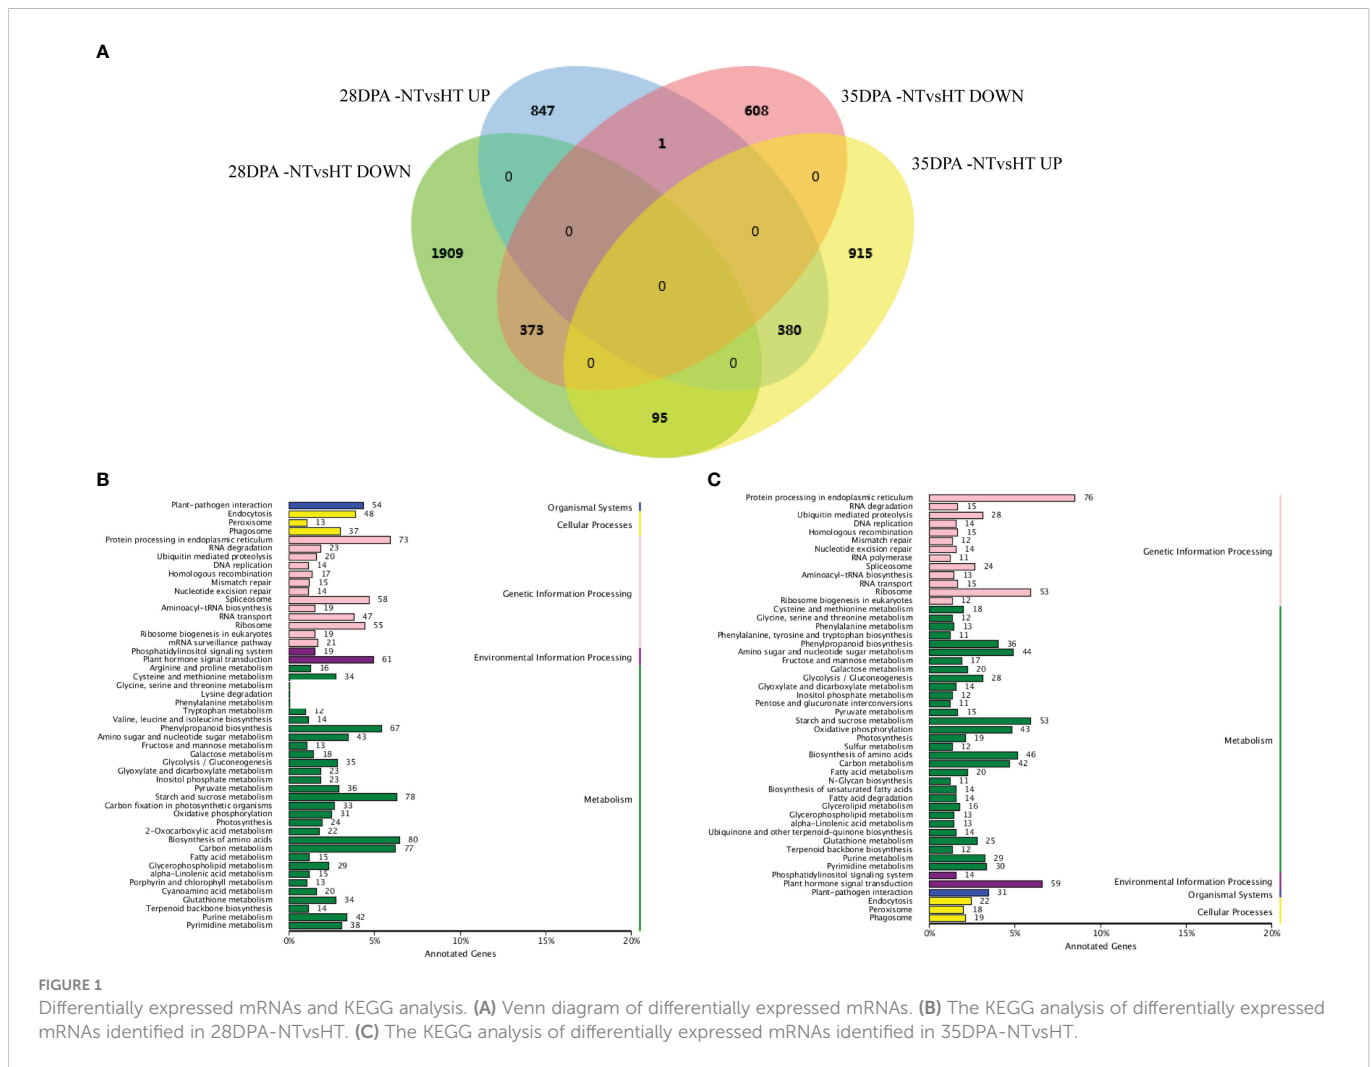 A
28DPA -NTvsHT UP
35DPA -NTvsHT DOWN
28DPA -NTvsHT DOWN
35DPA -NTvsHT UP
847
608
1
0
0
0
0
1909
915
0
373
380
0
0
95
B
Plant-pathogen interaction 54
Endocytosis 48
Peroxisome 13
Phagosome 37
Protein processing in endoplasmic reticulum 73
RNA degradation 23
Ubiquitin mediated proteolysis 20
DNA replication 14
Homologous recombination 17
Mismatch repair 15
Nucleotide excision repair 14
Spliceosome 58
Aminoacyl-tRNA biosynthesis 19
RNA transport 47
Ribosome 55
Ribosome biogenesis in eukaryotes 19
mRNA surveillance pathway 21
Phosphatidylinositol signaling system 19
Plant hormone signal transduction 61
Arginine and proline metabolism 16
Cysteine and methionine metabolism 34
Glycine, serine and threonine metabolism
Lysine degradation
Phenylalanine metabolism
Tryptophan metabolism 12
Valine, leucine and isoleucine biosynthesis 14
Phenylpropanoid biosynthesis 67
Amino sugar and nucleotide sugar metabolism 43
Fructose and mannose metabolism 13
Galactose metabolism 18
Glycolysis / Gluconeogenesis 35
Glyoxylate and dicarboxylate metabolism 23
Inositol phosphate metabolism 23
Pyruvate metabolism 36
Starch and sucrose metabolism 78
Carbon fixation in photosynthetic organisms 33
Oxidative phosphorylation 31
Photosynthesis 24
2-Oxocarboxylic acid metabolism 22
Biosynthesis of amino acids 80
Carbon metabolism 77
Fatty acid metabolism 15
Glycerophospholipid metabolism 29
alpha-Linolenic acid metabolism 15
Porphyrin and chlorophyll metabolism 13
Cyanoamino acid metabolism 20
Glutathione metabolism 34
Terpenoid backbone biosynthesis 14
Purine metabolism 42
Pyrimidine metabolism 38
Organismal Systems
Cellular Processes
Genetic Information Processing
Environmental Information Processing
Metabolism
0% 5% 10% 15% 20%
Annotated Genes
C
Protein processing in endoplasmic reticulum 76
RNA degradation 15
Ubiquitin mediated proteolysis 28
DNA replication 14
Homologous recombination 15
Mismatch repair 12
Nucleotide excision repair 14
RNA polymerase 11
Spliceosome 24
Aminoacyl-tRNA biosynthesis 13
RNA transport 15
Ribosome 53
Ribosome biogenesis in eukaryotes 12
Cysteine and methionine metabolism 18
Glycine, serine and threonine metabolism 12
Phenylalanine metabolism 13
Phenylalanine, tyrosine and tryptophan biosynthesis 11
Phenylpropanoid biosynthesis 36
Amino sugar and nucleotide sugar metabolism 44
Fructose and mannose metabolism 17
Galactose metabolism 20
Glycolysis / Gluconeogenesis 28
Glyoxylate and dicarboxylate metabolism 14
Inositol phosphate metabolism 12
Pentose and glucuronate interconversions 11
Pyruvate metabolism 15
Starch and sucrose metabolism 53
Oxidative phosphorylation 43
Photosynthesis 19
Sulfur metabolism 12
Biosynthesis of amino acids 46
Carbon metabolism 42
Fatty acid metabolism 20
N-Glycan biosynthesis 11
Biosynthesis of unsaturated fatty acids 14
Fatty acid degradation 14
Glycerolipid metabolism 16
Glycerophospholipid metabolism 13
alpha-Linolenic acid metabolism 13
Ubiquinone and other terpenoid-quinone biosynthesis 14
Glutathione metabolism 25
Terpenoid backbone biosynthesis 12
Purine metabolism 29
Pyrimidine metabolism 30
Phosphatidylinositol signaling system 14
Plant hormone signal transduction 59
Plant-pathogen interaction 31
Endocytosis 22
Peroxisome 18
Phagosome 19
Genetic Information Processing
Metabolism
Environmental Information Processing
Organismal Systems
Cellular Processes
0% 5% 10% 15% 20%
Annotated Genes
FIGURE 1
Differentially expressed mRNAs and KEGG analysis. (A) Venn diagram of differentially expressed mRNAs. (B) The KEGG analysis of differentially expressed
mRNAs identified in 28DPA-NTvsHT. (C) The KEGG analysis of differentially expressed mRNAs identified in 35DPA-NTvsHT.